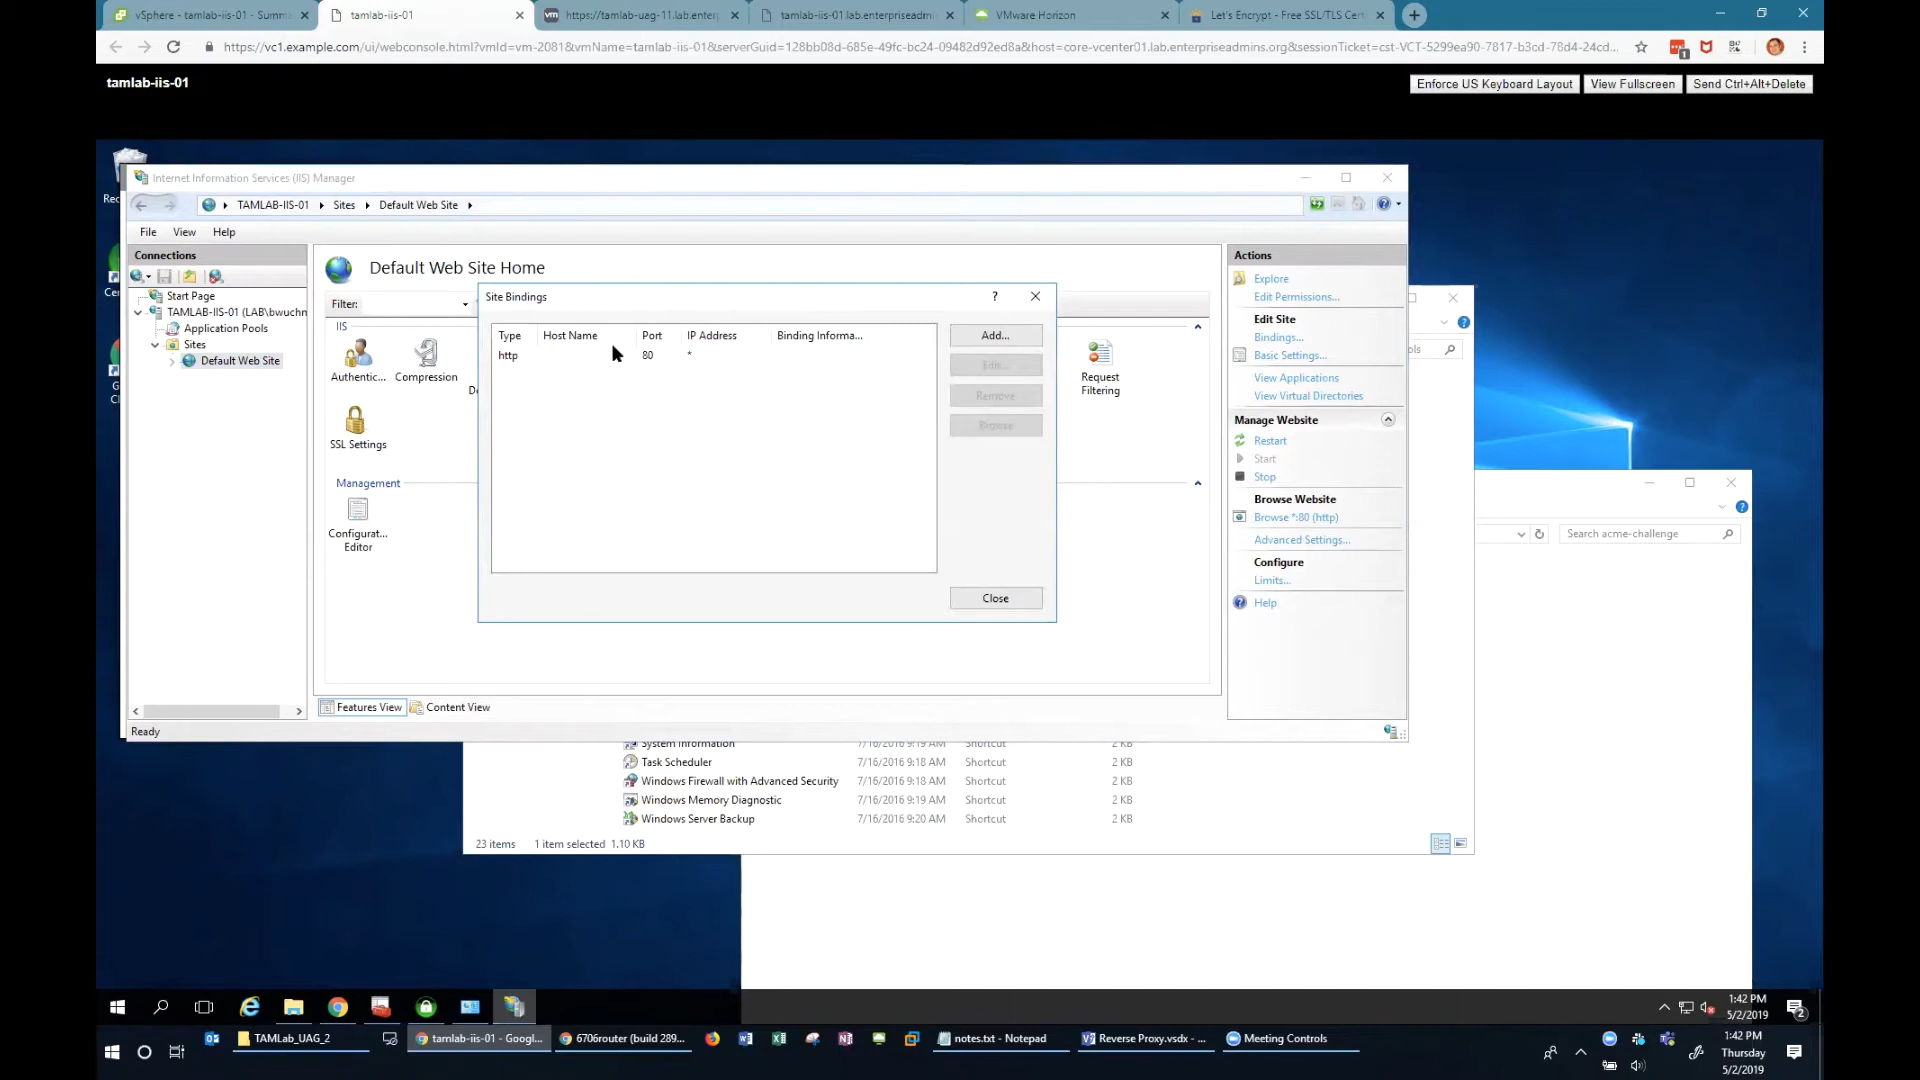 vSphere - tamlab-iis-01 - Summ
tamlab-iis-01
https://tamlab-uag-11.lab.enterp
tamlab-iis-01.lab.enterpriseadmi
VMware Horizon
Let's Encrypt - Free SSL/TLS Cert
https://vc1.example.com/ui/webconsole.html?vmId=vm-2081&vmName=tamlab-iis-01&serverGuid=128bb08d-685e-49fc-bc24-09482d92ed8a&host=core-vcenter01.lab.enterpriseadmins.org&sessionTicket=cst-VCT-5299ea90-7817-b3cd-78d4-24cd...
tamlab-iis-01
Enforce US Keyboard Layout
View Fullscreen
Send Ctrl+Alt+Delete
Internet Information Services (IIS) Manager
TAMLAB-IIS-01
Sites
Default Web Site
File
View
Help
Connections
Start Page
TAMLAB-IIS-01 (LAB\bwuchn
Application Pools
Sites
Default Web Site
Default Web Site Home
Filter:
IIS
Authentic...
Compression
SSL Settings
Request
Filtering
Management
Configurat...
Editor
Site Bindings
Type
Host Name
Port
IP Address
Binding Informa...
http
80
*
Add...
Edit...
Remove
Browse
Close
Features View
Content View
Ready
Actions
Explore
Edit Permissions...
Edit Site
Bindings...
Basic Settings...
View Applications
View Virtual Directories
Manage Website
Restart
Start
Stop
Browse Website
Browse *:80 (http)
Advanced Settings...
Configure
Limits...
Help
Search acme-challenge
System Information 7/16/2016 9:19 AM Shortcut 2 KB
Task Scheduler 7/16/2016 9:18 AM Shortcut 2 KB
Windows Firewall with Advanced Security 7/16/2016 9:18 AM Shortcut 2 KB
Windows Memory Diagnostic 7/16/2016 9:19 AM Shortcut 2 KB
Windows Server Backup 7/16/2016 9:20 AM Shortcut 2 KB
23 items 1 item selected 1.10 KB
1:42 PM
5/2/2019
TAMLab_UAG_2
tamlab-iis-01 - Googl...
6706router (build 289...
notes.txt - Notepad
Reverse Proxy.vsdx - ...
Meeting Controls
1:42 PM
Thursday
5/2/2019